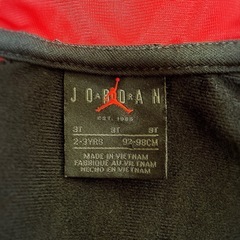 JORDAN
EST. 1985
3T 3T 3T
2-3YRS 92-98CM
MADE IN VIETNAM
FABRIQUÉ AU VIETNAM
HECHO EN VIETNAM